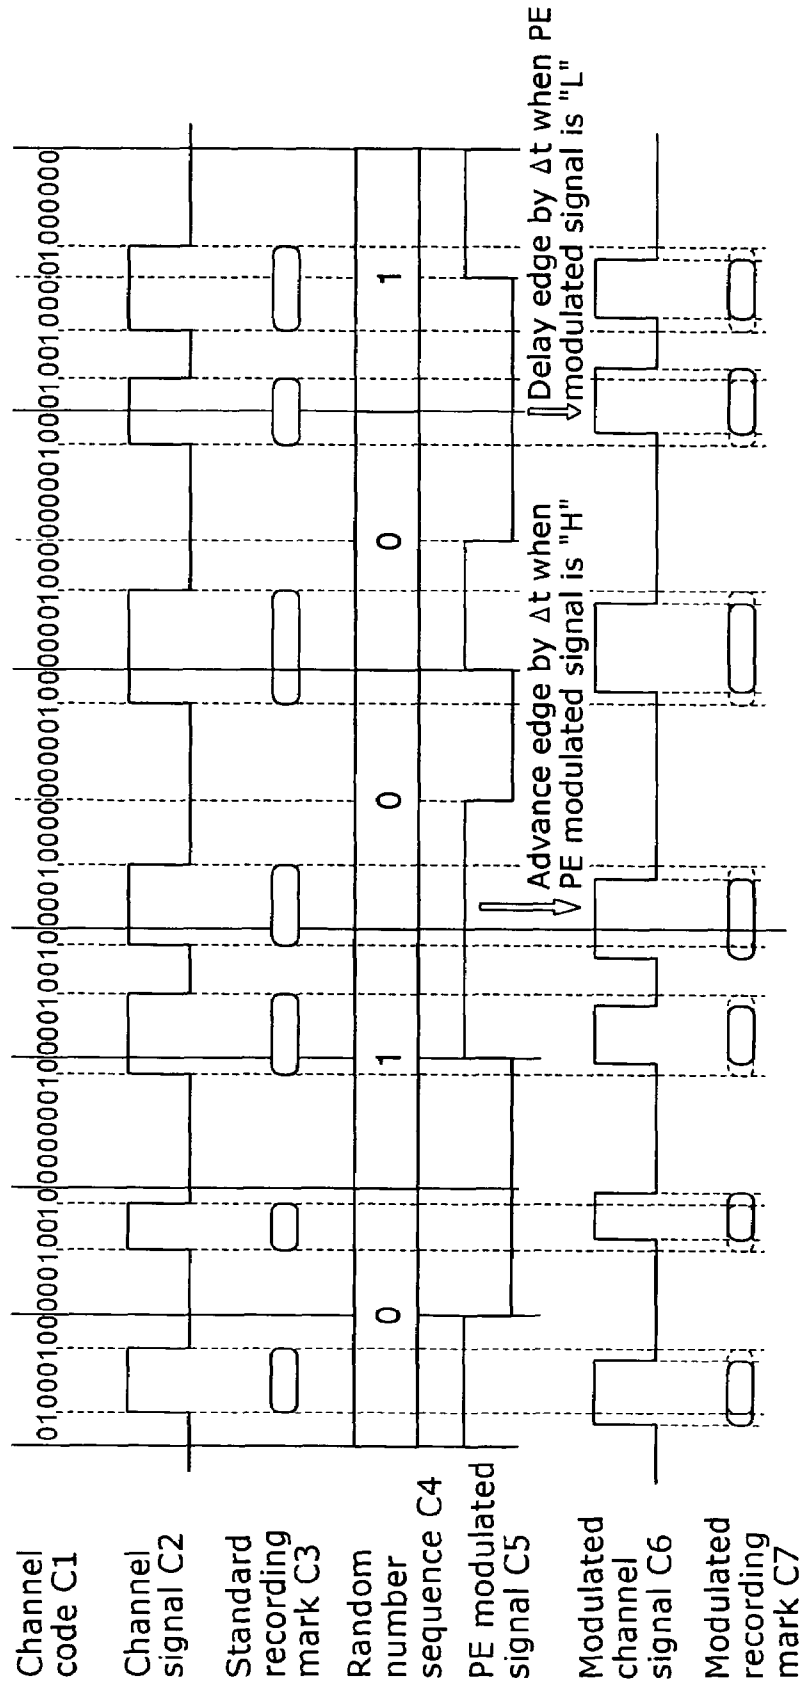 Channel
code C1
01000100000100100000001000010010000100000000010000001000000001000100100001000000
Channel
signal C2
Standard
recording
mark C3
Random
number
sequence C4
0 1 0 0 1
PE modulated
signal C5
Advance edge by Δt when
PE modulated signal is "H"
Delay edge by Δt when PE
modulated signal is "L"
Modulated
channel
signal C6
Modulated
recording
mark C7